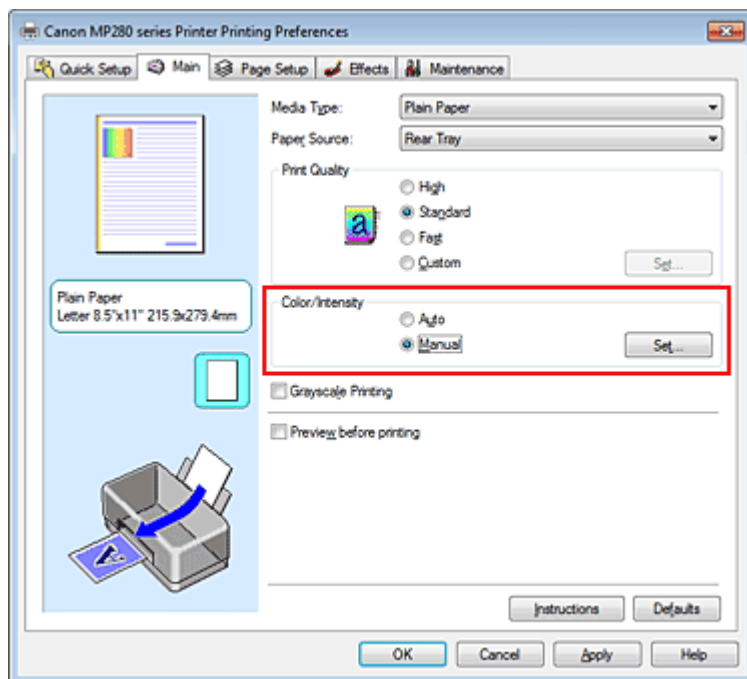 Canon MP280 series Printer Printing Preferences
Quick Setup Main Page Setup Effects Maintenance
Media Type: Plain Paper
Paper Source: Rear Tray
Print Quality
High
a Standard
Fast
Custom Set...
Plain Paper
Letter 8.5"x11" 215.9x279.4mm
Color/Intensity
Auto
Manual Set...
Grayscale Printing
Preview before printing
Instructions Defaults
OK Cancel Apply Help